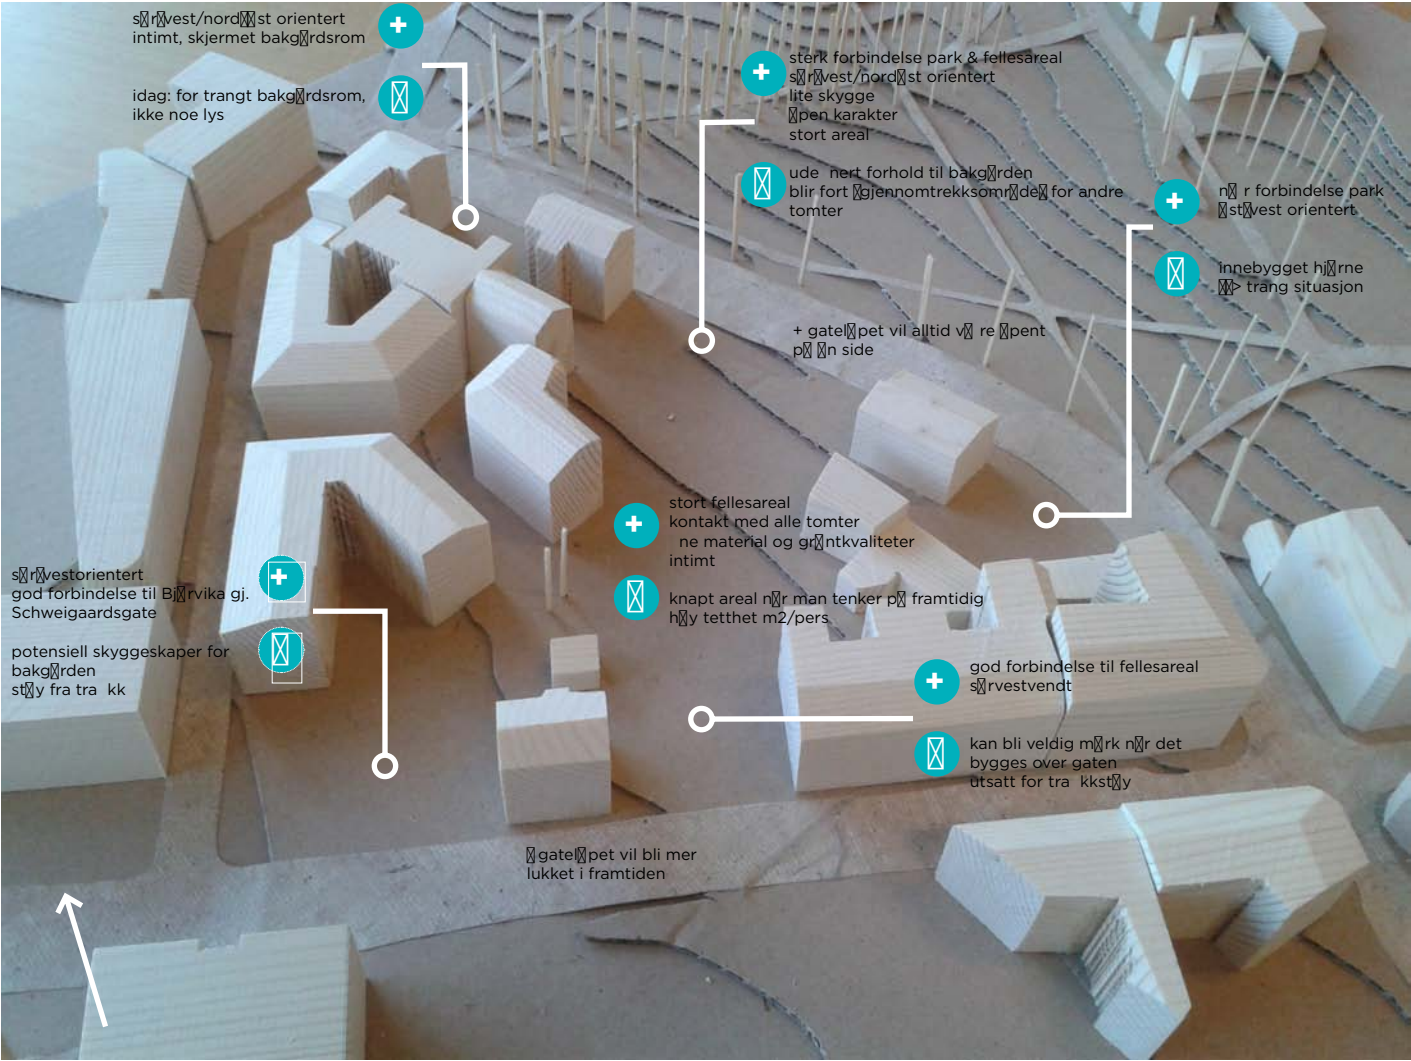 s☒r☒vest/nord☒☒st orientert
intimt, skjermet bakg☒rdsrom
idag: for trangt bakg☒rdsrom,
ikke noe lys
sterk forbindelse park & fellesareal
s☒r☒vest/nord☒st orientert
lite skygge
☒pen karakter
stort areal
ude nert forhold til bakg☒rden
blir fort ☒gjennomtrekksområ☒de☒ for andre
tomter
n☒ r forbindelse park
☒st☒vest orientert
innebygget hj☒rne
☒☒> trang situasjon
+ gatel☒pet vil alltid v☒ re ☒pent
p☒ ☒n side
stort fellesareal
kontakt med alle tomter
ne material og gr☒ntkvaliteter
intimt
knapt areal n☒r man tenker p☒ framtidig
h☒y tetthet m2/pers
s☒r☒vestorientert
god forbindelse til Bj☒rvika gj.
Schweigaardsgate
potensiell skyggeskaper for
bakg☒rden
st☒y fra tra kk
god forbindelse til fellesareal
s☒rvestvendt
kan bli veldig m☒rk n☒r det
bygges over gaten
utsatt for tra kkst☒y
☒ gatel☒pet vil bli mer
lukket i framtiden